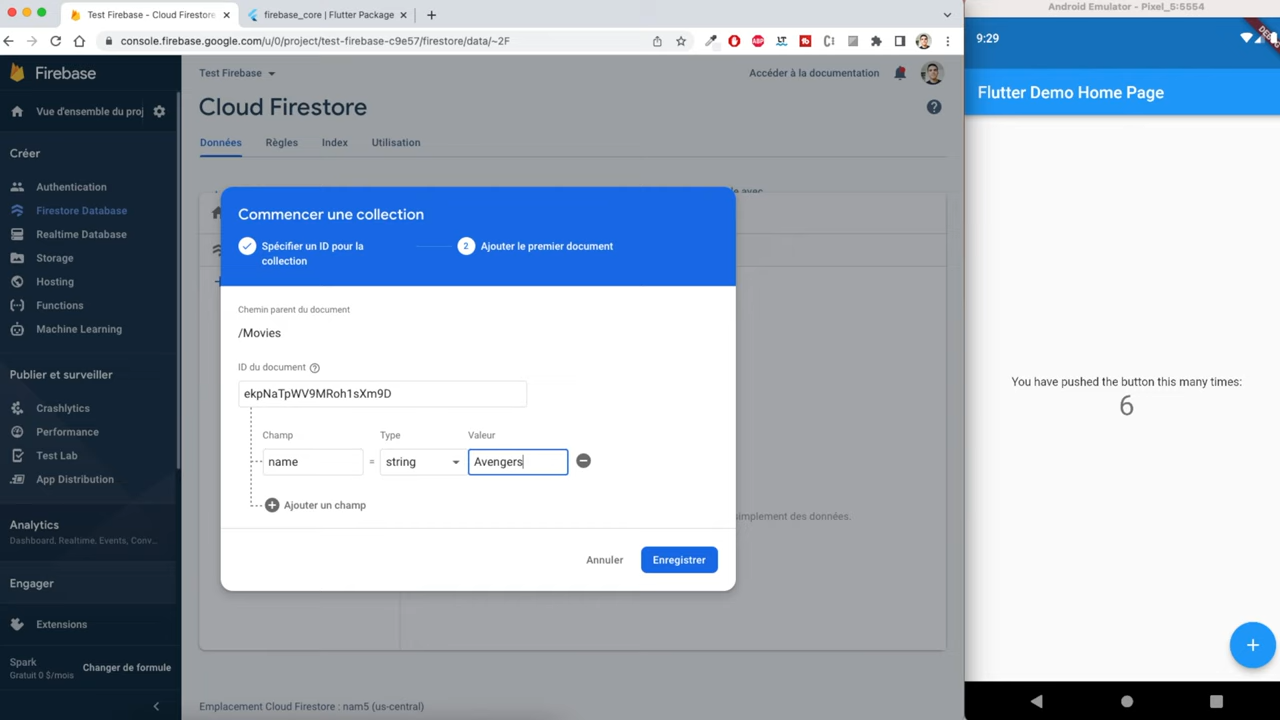 Test Firebase - Cloud Firestore
firebase_core | Flutter Package
console.firebase.google.com/u/0/project/test-firebase-c9e57/firestore/data/~2F
Android Emulator - Pixel_5:5554
9:29
DEBUG
Flutter Demo Home Page
You have pushed the button this many times:
6
Firebase
Vue d'ensemble du proj
Créer
Authentication
Firestore Database
Realtime Database
Storage
Hosting
Functions
Machine Learning
Publier et surveiller
Crashlytics
Performance
Test Lab
App Distribution
Analytics
Dashboard, Realtime, Events, Conv...
Engager
Extensions
Spark
Gratuit 0 $/mois
Changer de formule
Test Firebase
Accéder à la documentation
Cloud Firestore
Données
Règles
Index
Utilisation
Commencer une collection
Spécifier un ID pour la
collection
2
Ajouter le premier document
Chemin parent du document
/Movies
ID du document
ekpNaTpWV9MRoh1sXm9D
Champ
Type
Valeur
name
=
string
Avengers
Ajouter un champ
Annuler
Enregistrer
simplement des données.
Emplacement Cloud Firestore : nam5 (us-central)